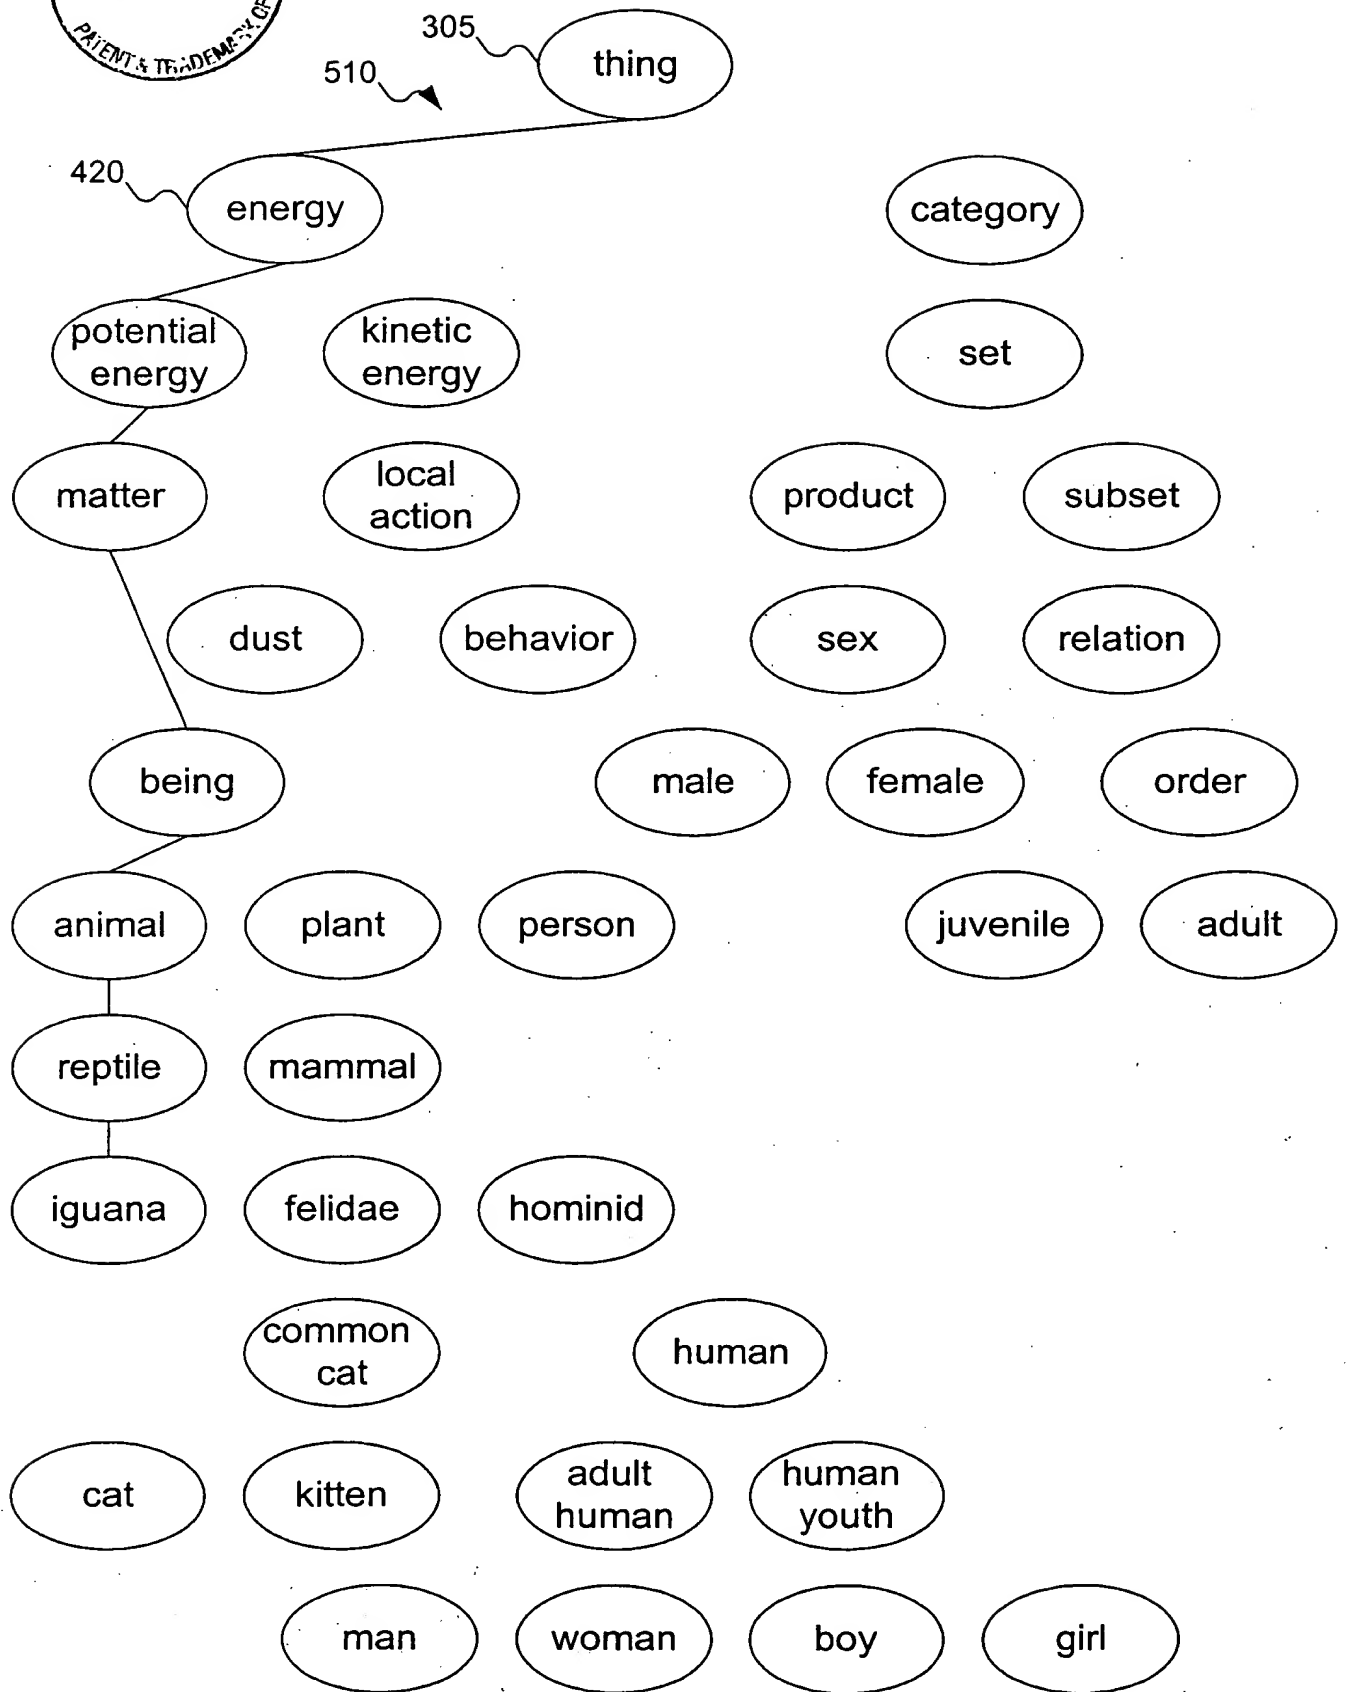 PATENT & TRADEMARK OF
305
thing
510
420
energy
category
potential
energy
kinetic
energy
set
matter
local
action
product
subset
dust
behavior
sex
relation
being
male
female
order
animal
plant
person
juvenile
adult
reptile
mammal
iguana
felidae
hominid
common
cat
human
cat
kitten
adult
human
human
youth
man
woman
boy
girl